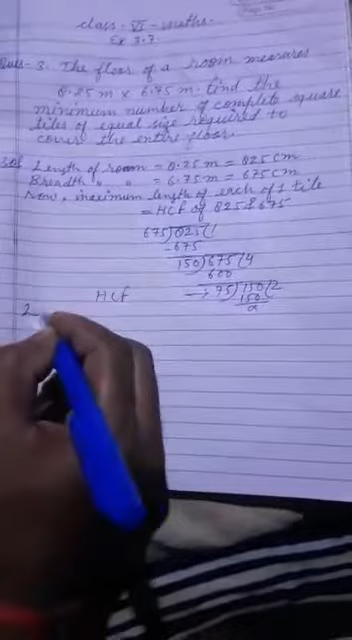 class - VI - maths.
Ex 3.7
Ques - 3. The floor of a room measures
8.25 m x 6.75 m. find the
minimum number of complete square
tiles of equal size required to
cover the entire floor.
Sol Length of room = 8.25 m = 825 cm
Breadth " " = 6.75 m = 675 cm
Now, maximum length of each of 1 tile
= HCF of 825 & 675
675)825(1
-675
150)675(4
600
HCF → 75)150(2
150
2